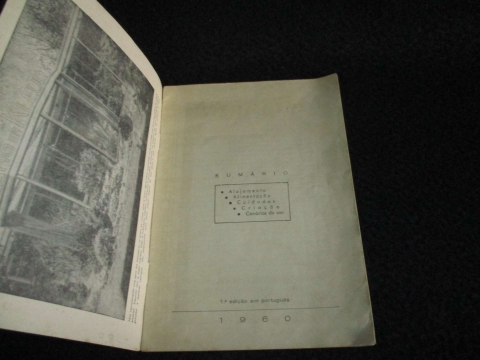 SUMÁRIO
Alojamento
Alimentação
Cuidados
Criação
Canários de cor
1.ª edição em português
1960